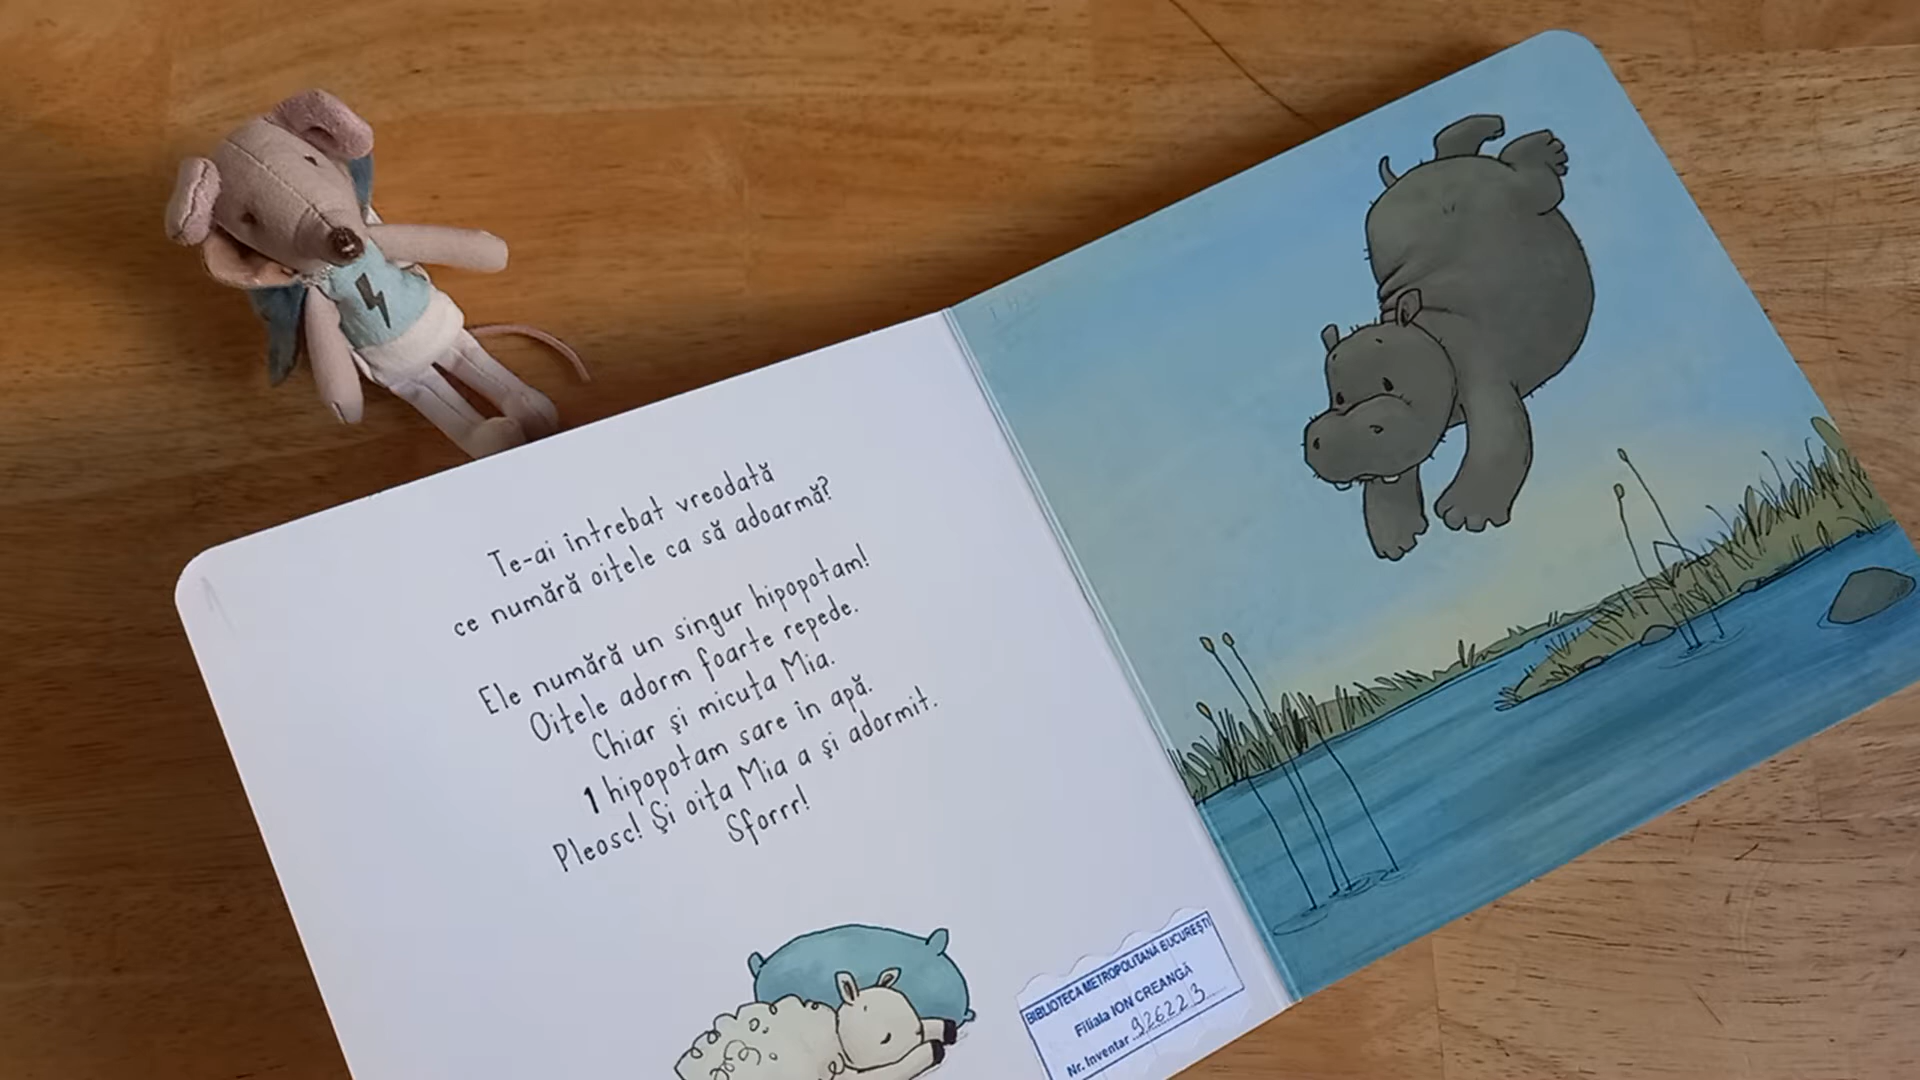 Te-ai întrebat vreodată
ce numără oițele ca să adoarmă?
Ele numără un singur hipopotam!
Oițele adorm foarte repede.
Chiar și micuța Mia.
1 hipopotam sare în apă.
Pleosc! Și oița Mia a și adormit.
Sforrr!
BIBLIOTECA METROPOLITANĂ BUCUREȘTI
Filiala ION CREANGĂ
Nr. Inventar 926223